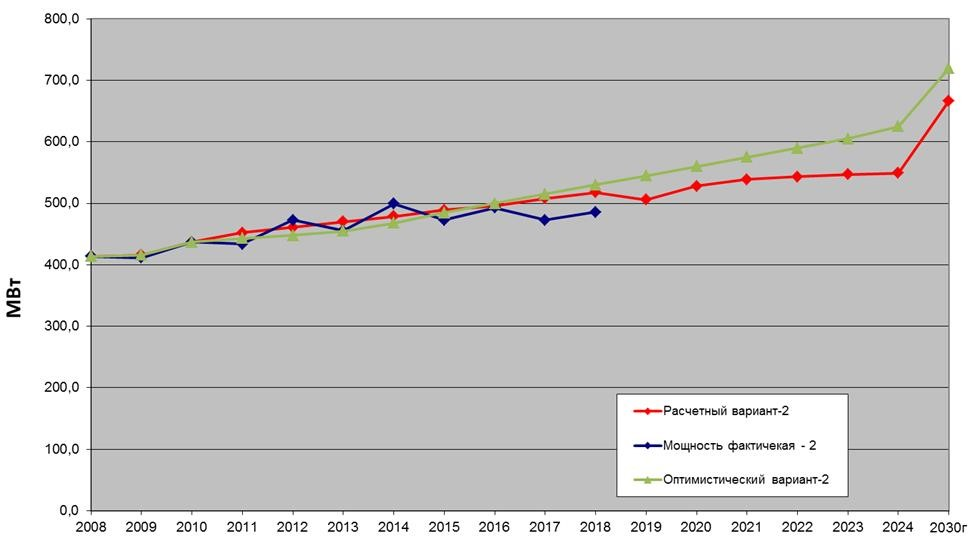 800,0
700,0
600,0
500,0
400,0
300,0
200,0
100,0
0,0
МВт
Расчетный вариант-2
Мощность фактичекая - 2
Оптимистический вариант-2
2008 2009 2010 2011 2012 2013 2014 2015 2016 2017 2018 2019 2020 2021 2022 2023 2024 2030г